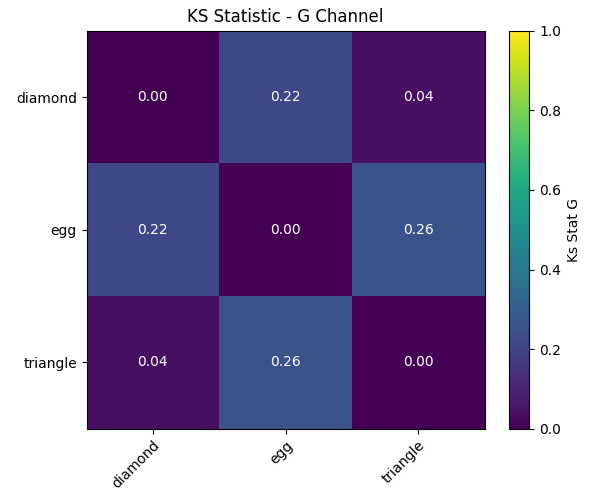 KS Statistic - G Channel
diamond 0.00 0.22 0.04
egg 0.22 0.00 0.26
triangle 0.04 0.26 0.00
diamond egg triangle
1.0
0.8
0.6
0.4
0.2
0.0
Ks Stat G